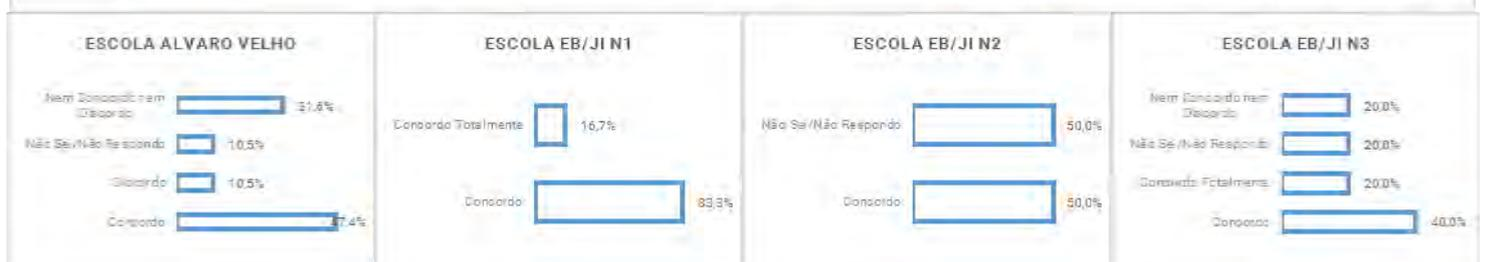 ESCOLA ALVARO VELHO
Nem Concordo nem
Discordo
31,6%
Não Sei/Não Respondo
10,5%
Discordo
10,5%
Concordo
47,4%
ESCOLA EB/JI N1
Concordo Totalmente
16,7%
Concordo
83,3%
ESCOLA EB/JI N2
Não Sei/Não Respondo
50,0%
Concordo
50,0%
ESCOLA EB/JI N3
Nem Concordo nem
Discordo
20,0%
Não Sei/Não Respondo
20,0%
Concordo Totalmente
20,0%
Concordo
40,0%